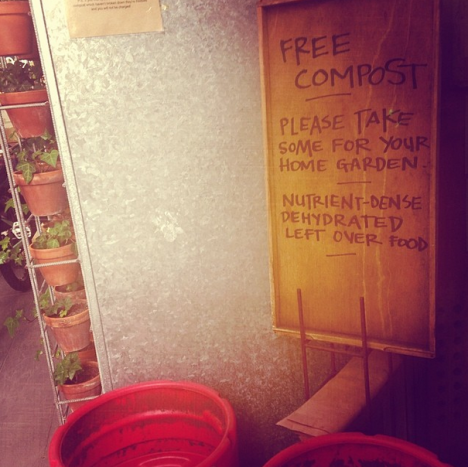 FREE
COMPOST
PLEASE TAKE
SOME FOR YOUR
HOME GARDEN.
NUTRIENT-DENSE
DEHYDRATED
LEFT OVER FOOD